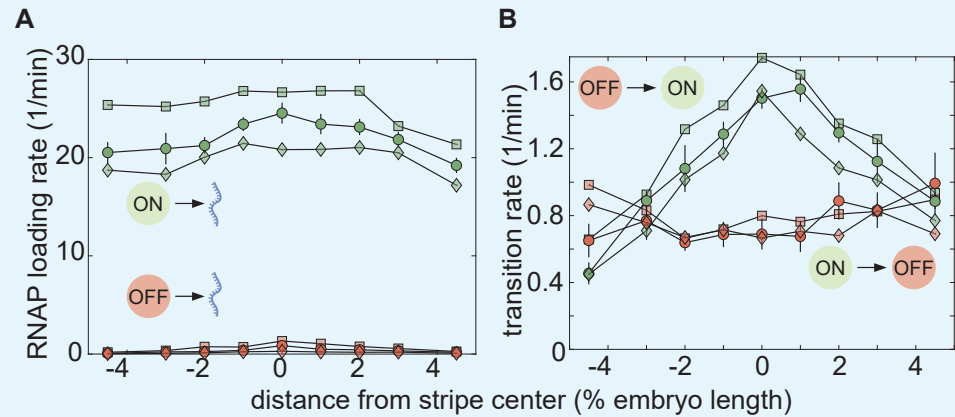 A
RNAP loading rate (1/min)
30
20
10
0
ON
OFF
-4
-2
0
2
4
B
transition rate (1/min)
1.6
1.2
0.8
0.4
0
OFF
ON
ON
OFF
-4
-2
0
2
4
distance from stripe center (% embryo length)